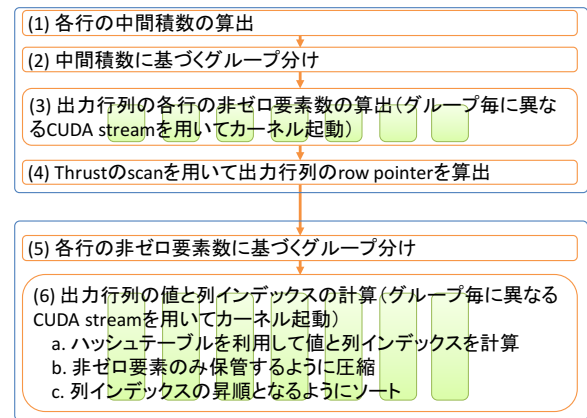 (1) 各行の中間積数の算出
(2) 中間積数に基づくグループ分け
(3) 出力行列の各行の非ゼロ要素数の算出(グループ毎に異な
るCUDA streamを用いてカーネル起動)
(4) Thrustのscanを用いて出力行列のrow pointerを算出
(5) 各行の非ゼロ要素数に基づくグループ分け
(6) 出力行列の値と列インデックスの計算(グループ毎に異なる
CUDA streamを用いてカーネル起動)
a. ハッシュテーブルを利用して値と列インデックスを計算
b. 非ゼロ要素のみ保管するように圧縮
c. 列インデックスの昇順となるようにソート